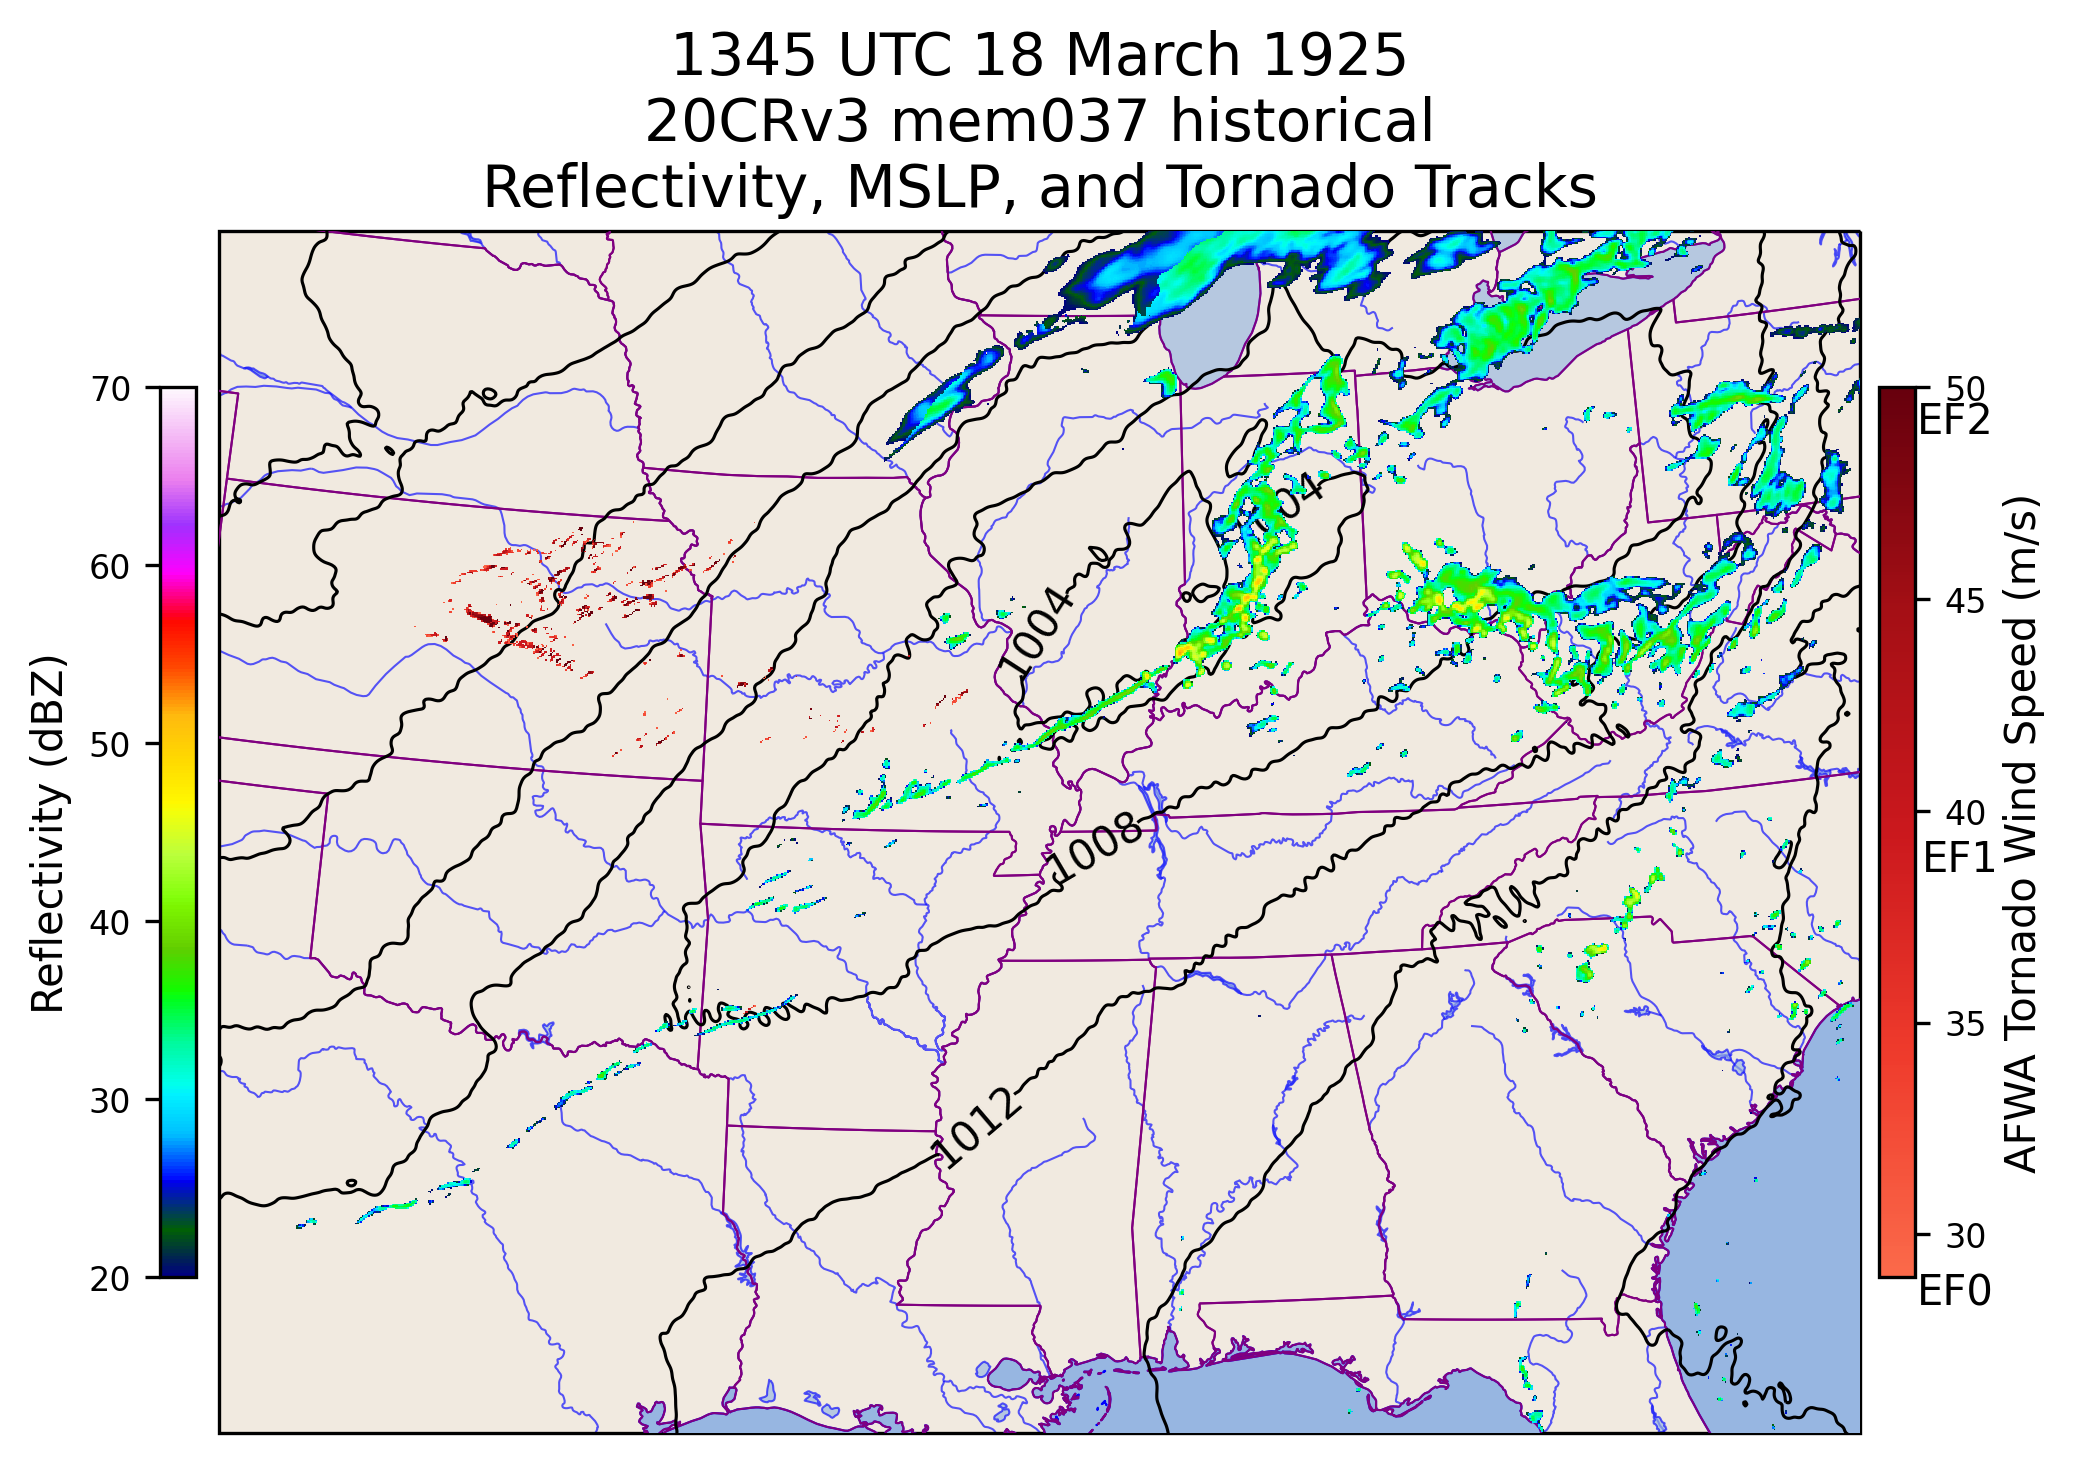 1345 UTC 18 March 1925
20CRv3 mem037 historical
Reflectivity, MSLP, and Tornado Tracks
70
60
50
40
30
20
Reflectivity (dBZ)
1004
1004
1008
1012
50
EF2
45
40
EF1
35
30
EF0
AFWA Tornado Wind Speed (m/s)